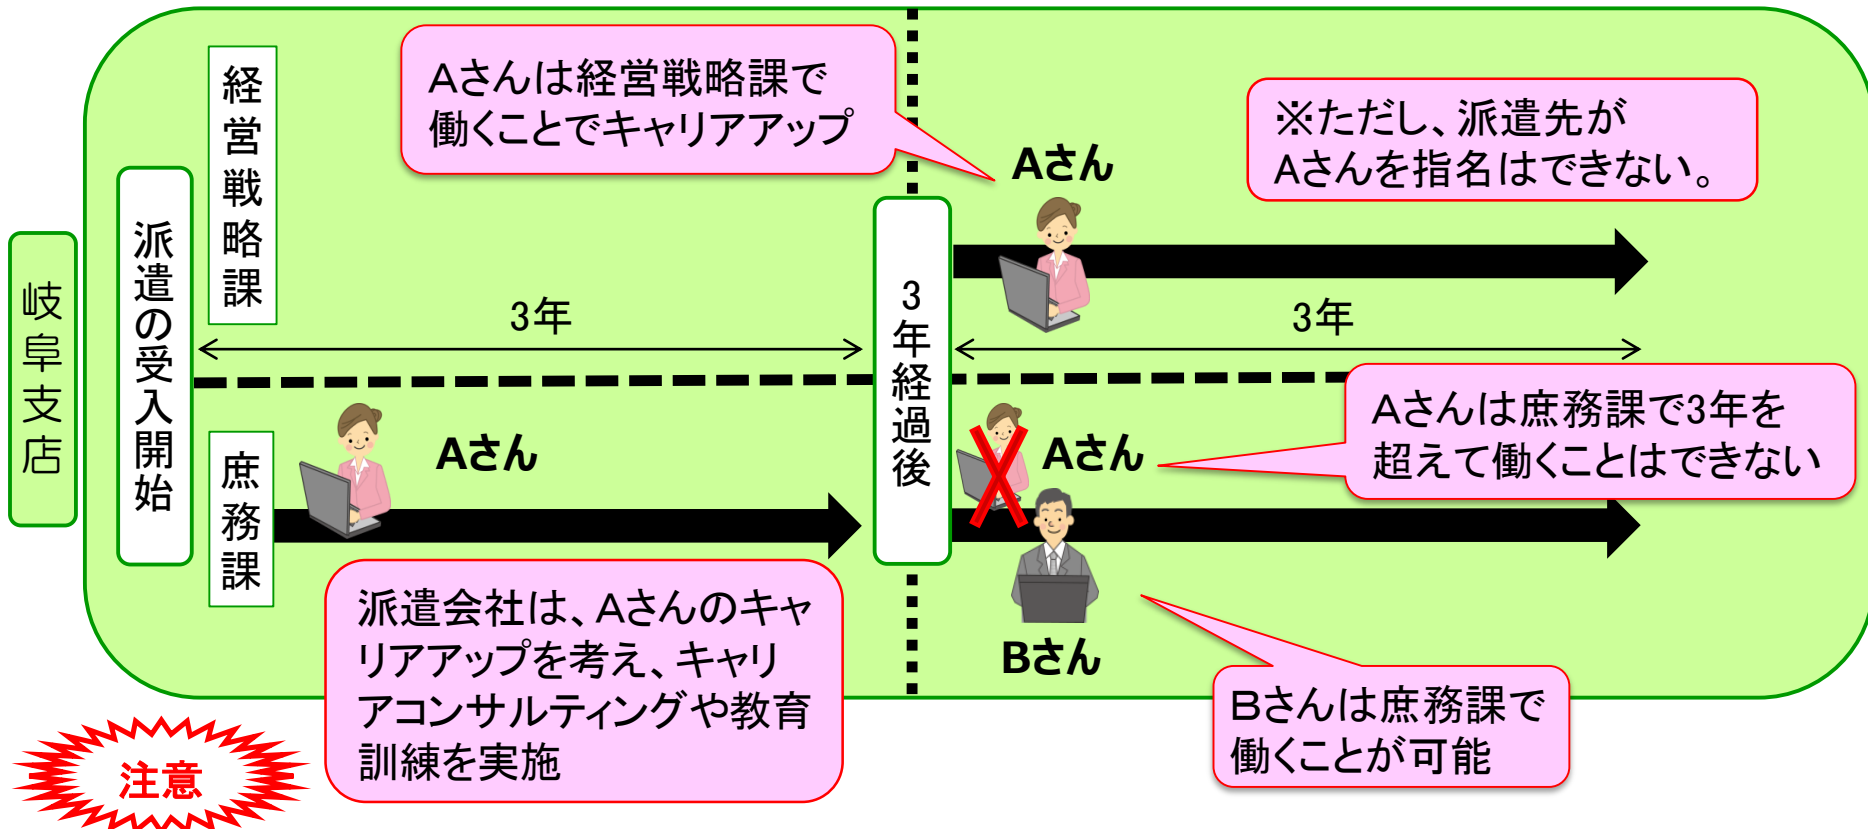 岐阜支店
派遣の受入開始
経営戦略課
Aさんは経営戦略課で
働くことでキャリアアップ
Aさん
※ただし、派遣先が
Aさんを指名はできない。
3年
3年経過後
3年
庶務課
Aさん
Aさん
Aさんは庶務課で3年を
超えて働くことはできない
派遣会社は、Aさんのキャ
リアアップを考え、キャリ
アコンサルティングや教育
訓練を実施
Bさん
Bさんは庶務課で
働くことが可能
注意